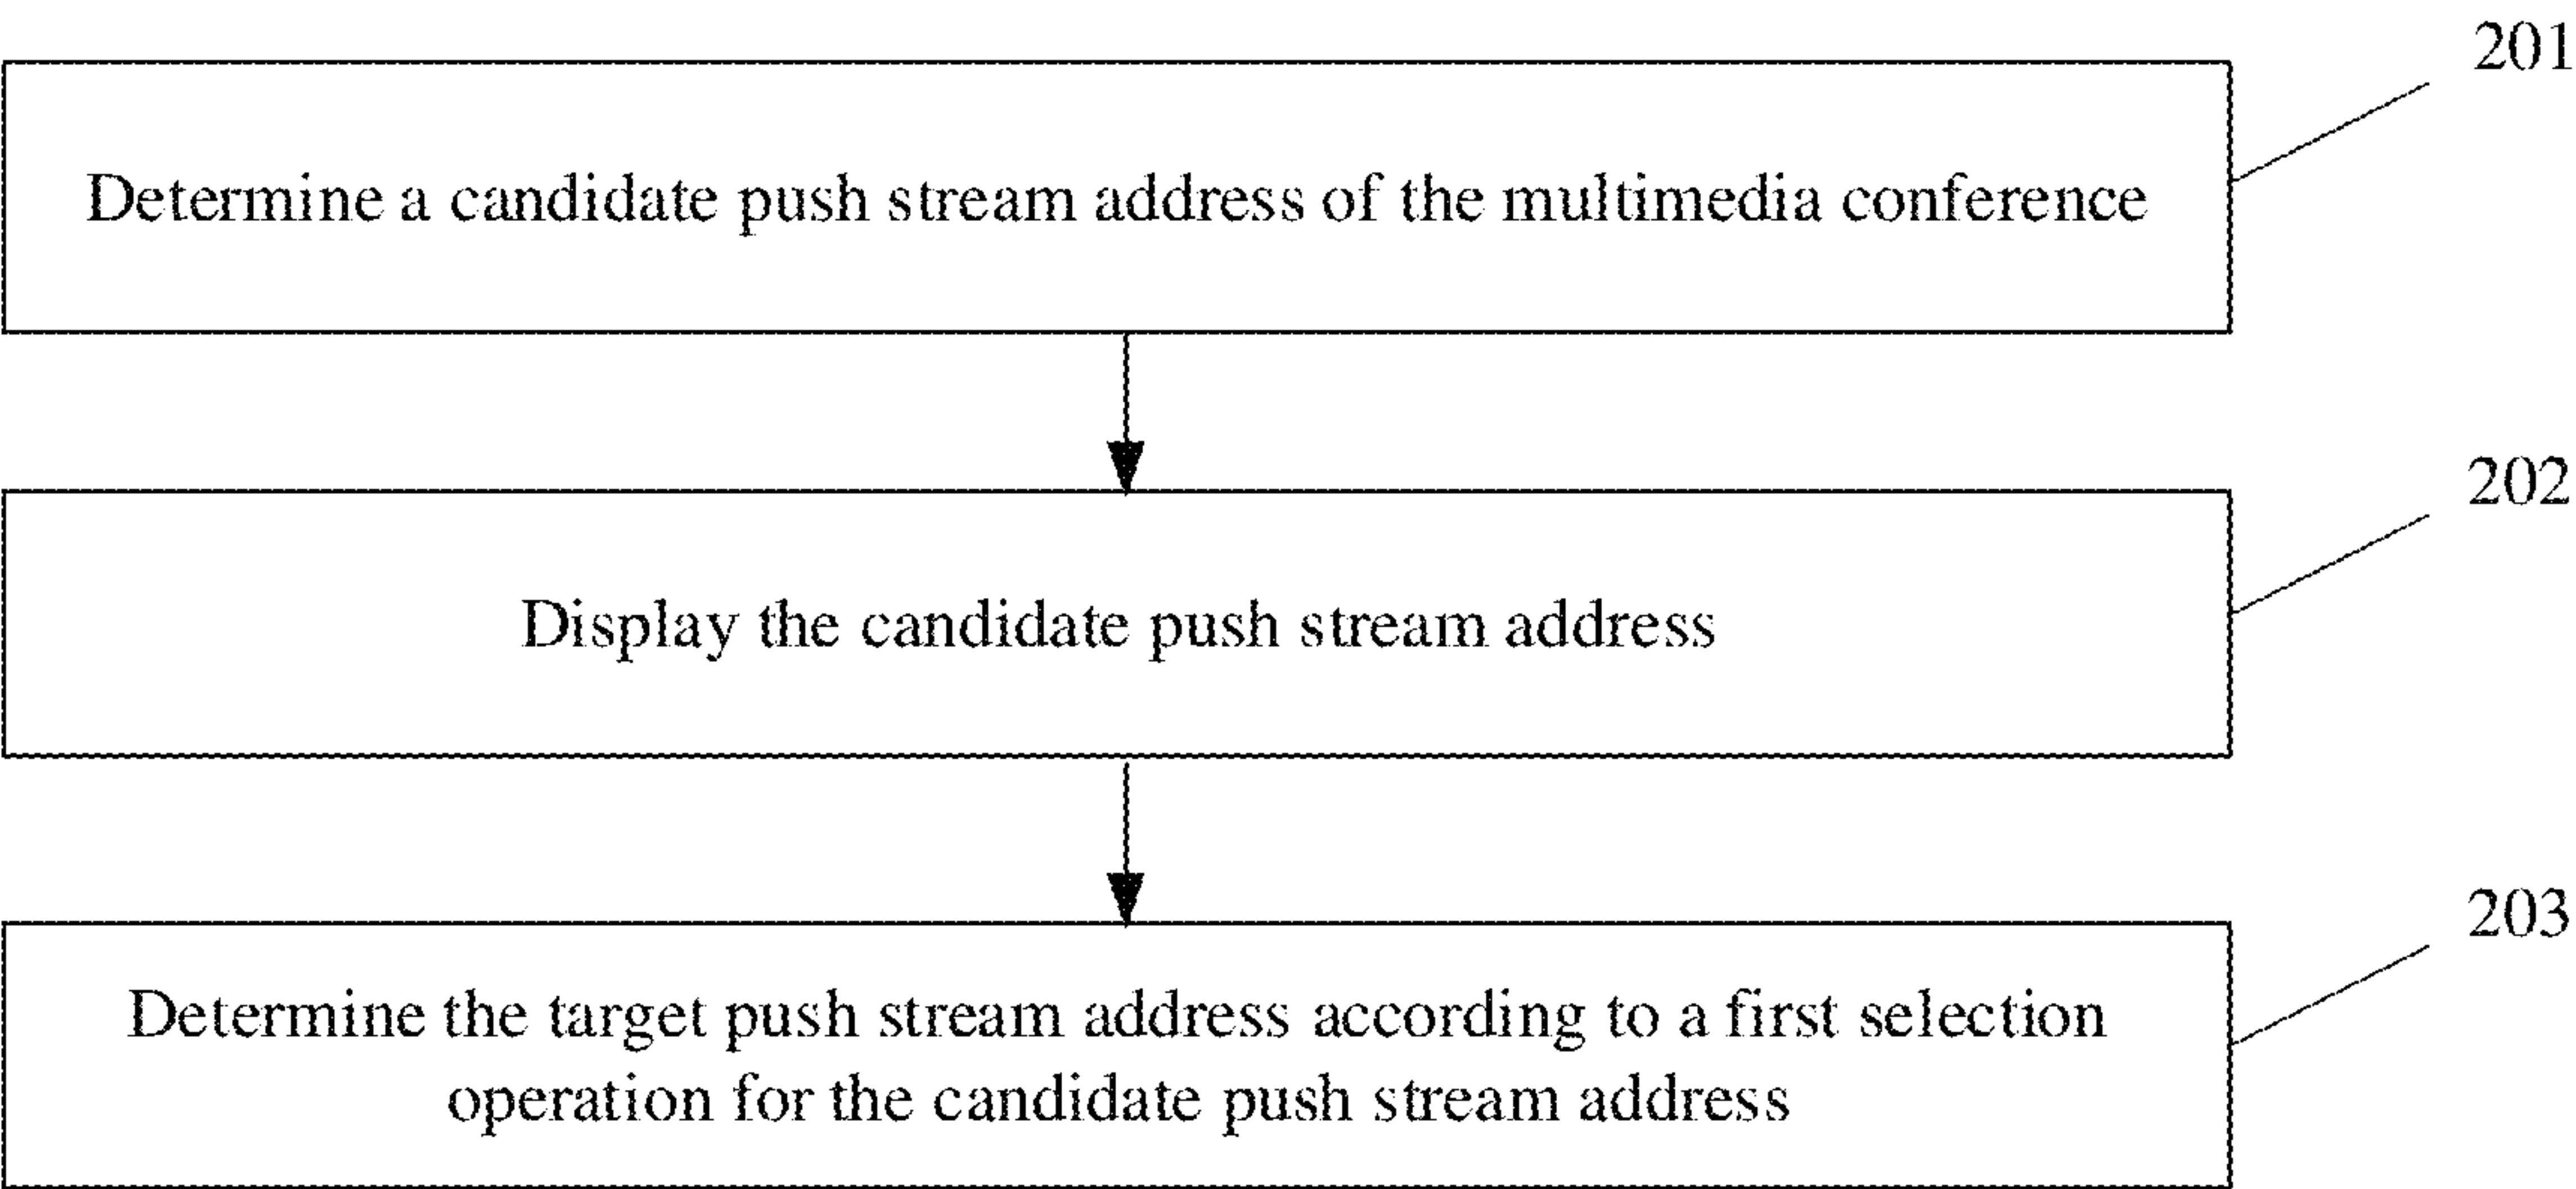 201
Determine a candidate push stream address of the multimedia conference
202
Display the candidate push stream address
203
Determine the target push stream address according to a first selection
operation for the candidate push stream address